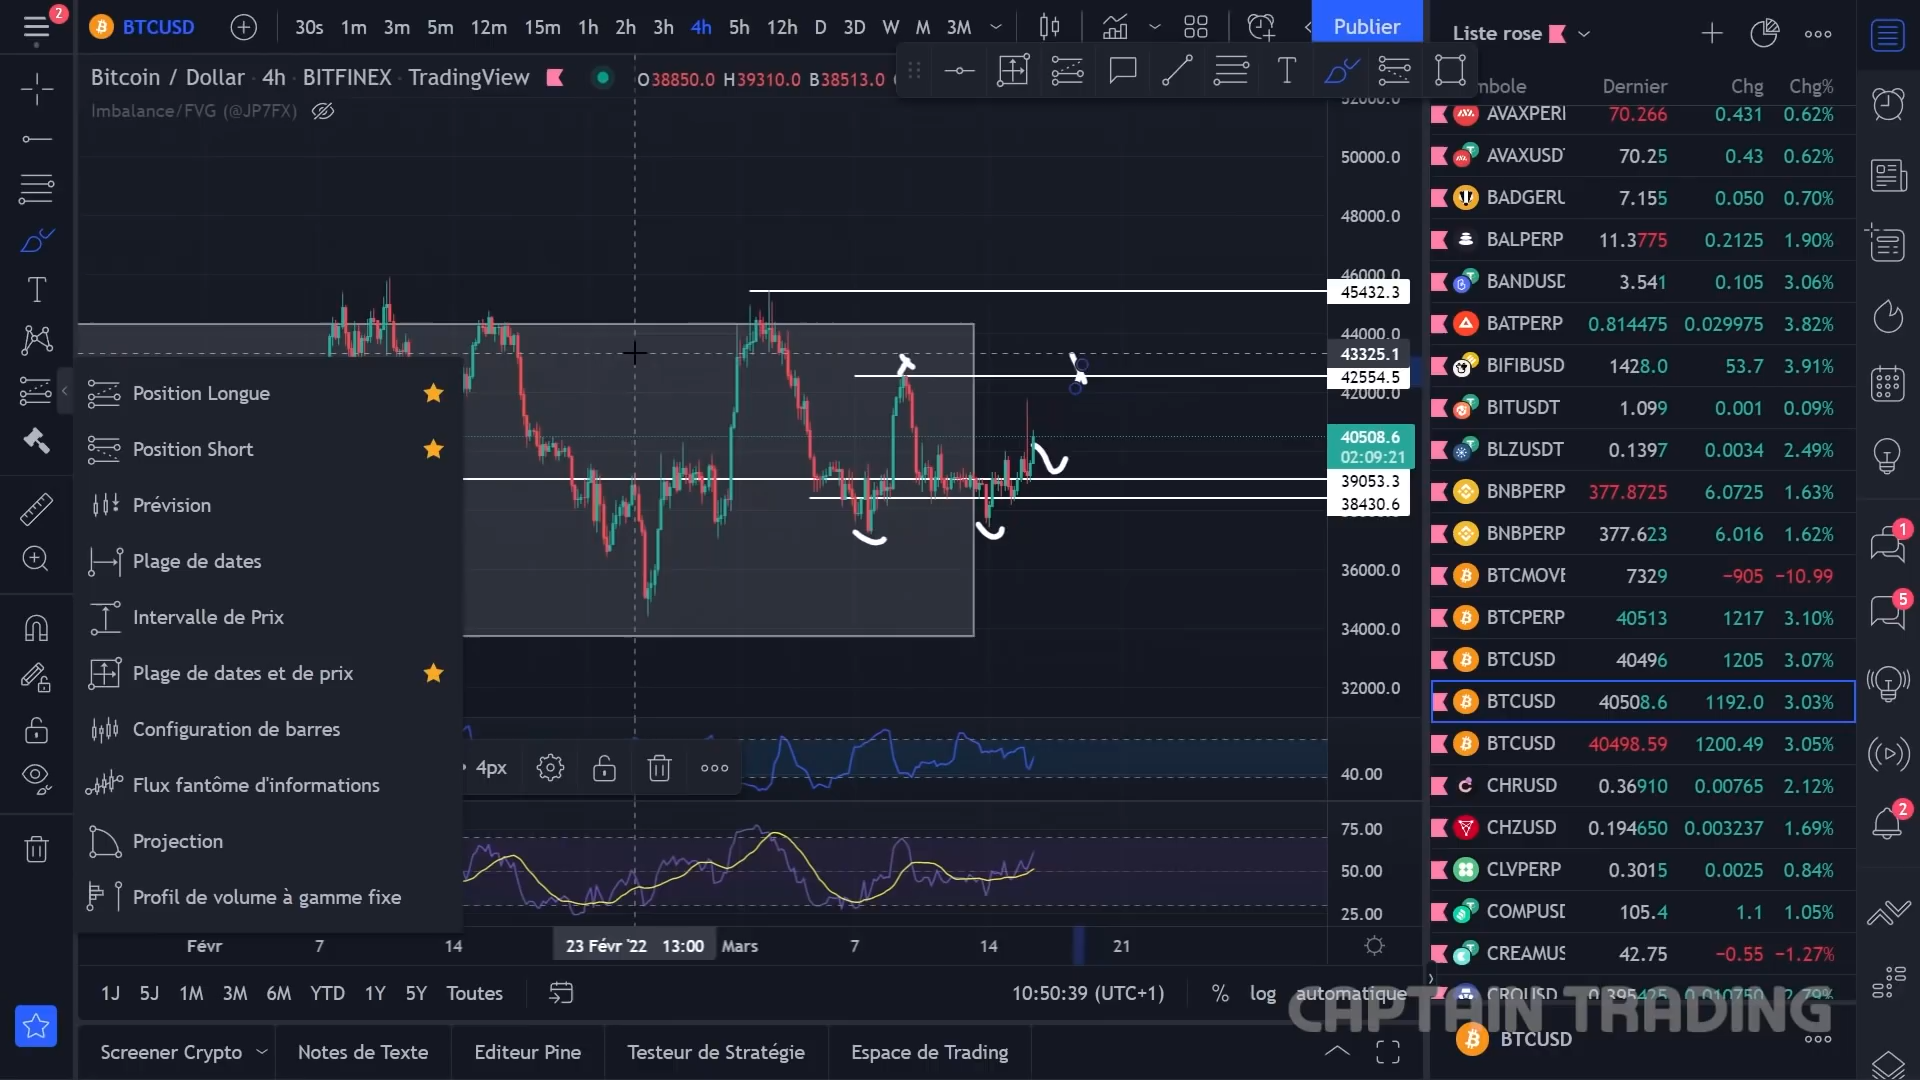 2
BTCUSD 30s 1m 3m 5m 12m 15m 1h 2h 3h 4h 5h 12h D 3D W M 3M Publier
Liste rose
Bitcoin / Dollar · 4h · BITFINEX · TradingView O38850.0 H39310.0 B38513.0
Imbalance/FVG (@JP7FX)
mbole Dernier Chg Chg%
AVAXPERI 70.266 0.431 0.62%
AVAXUSD 70.25 0.43 0.62%
BADGERU 7.155 0.050 0.70%
BALPERP 11.3775 0.2125 1.90%
BANDUSD 3.541 0.105 3.06%
BATPERP 0.814475 0.029975 3.82%
BIFIBUSD 1428.0 53.7 3.91%
BITUSDT 1.099 0.001 0.09%
BLZUSDT 0.1397 0.0034 2.49%
BNBPERP 377.8725 6.0725 1.63%
BNBPERP 377.623 6.016 1.62%
BTCMOVE 7329 −905 −10.99
BTCPERP 40513 1217 3.10%
BTCUSD 40496 1205 3.07%
BTCUSD 40508.6 1192.0 3.03%
BTCUSD 40498.59 1200.49 3.05%
CHRUSD 0.36910 0.00765 2.12%
CHZUSD 0.194650 0.003237 1.69%
CLVPERP 0.3015 0.0025 0.84%
COMPUSD 105.4 1.1 1.05%
CREAMUS 42.75 −0.55 −1.27%
CROUSD 0.395425 0.010750 2.79%
52000.0
50000.0
48000.0
46000.0
45432.3
44000.0
43325.1
42554.5
42000.0
40508.6
02:09:21
39053.3
38430.6
36000.0
34000.0
32000.0
40.00
75.00
50.00
25.00
Position Longue
Position Short
Prévision
Plage de dates
Intervalle de Prix
Plage de dates et de prix
Configuration de barres
Flux fantôme d'informations
Projection
Profil de volume à gamme fixe
4px
Févr 7 14 23 Févr '22 13:00 Mars 7 14 21
1J 5J 1M 3M 6M YTD 1Y 5Y Toutes 10:50:39 (UTC+1) % log automatique
CAPTAIN TRADING
Screener Crypto Notes de Texte Editeur Pine Testeur de Stratégie Espace de Trading
BTCUSD
1
5
2